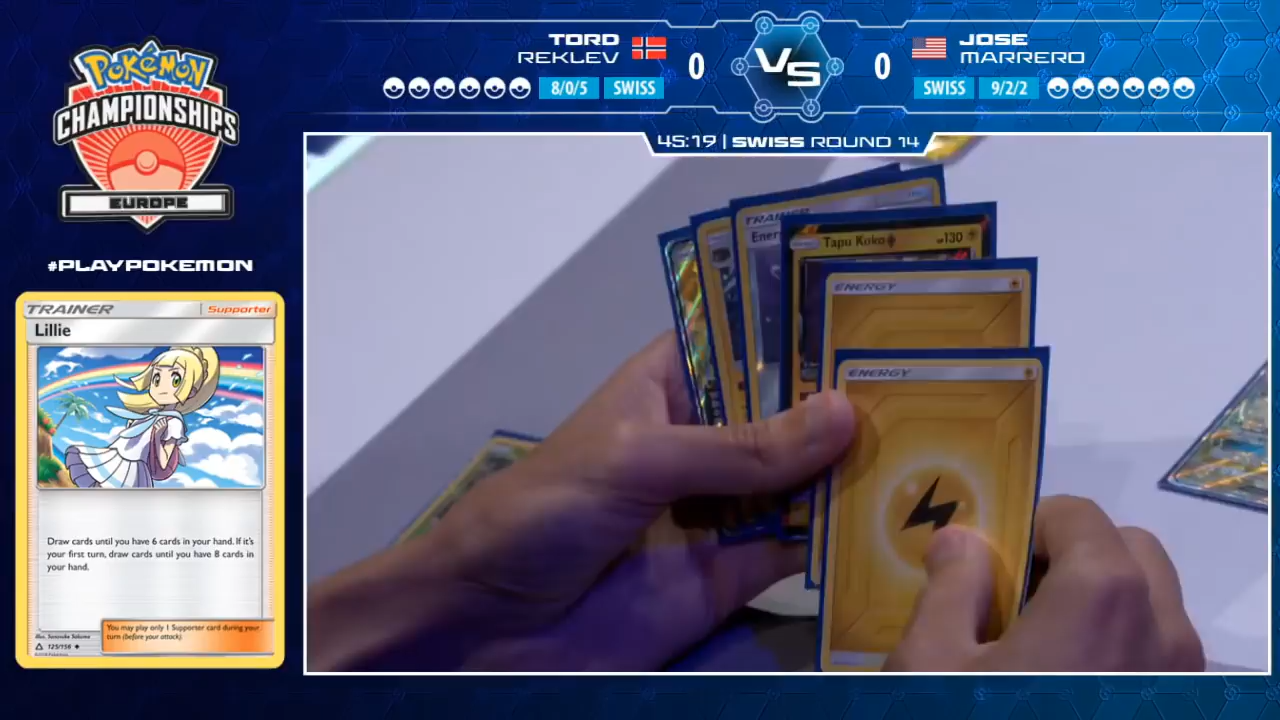 POKéMON
CHAMPIONSHIPS
EUROPE
#PLAYPOKEMON
TORD
REKLEV
0
8/0/5
SWISS
VS
0
JOSE
MARRERO
SWISS
9/2/2
45:19 | SWISS ROUND 14
TRAINER
Supporter
Lillie
Draw cards until you have 6 cards in your hand. If it's
your first turn, draw cards until you have 8 cards in
your hand.
You may play only 1 Supporter card during your
turn (before your attack).
125/156
TRAINER
Ener
Tapu Koko
130
ENERGY
ENERGY